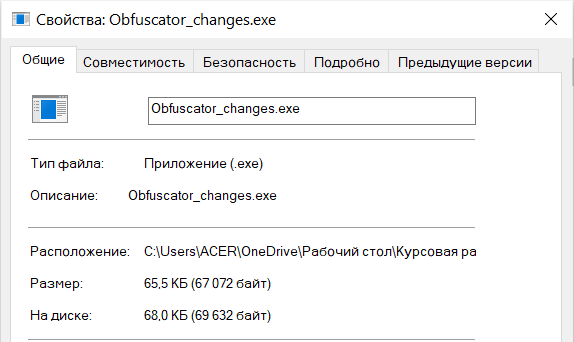 Свойства: Obfuscator_changes.exe
Общие Совместимость Безопасность Подробно Предыдущие версии
Obfuscator_changes.exe
Тип файла: Приложение (.exe)
Описание: Obfuscator_changes.exe
Расположение: C:\Users\ACER\OneDrive\Рабочий стол\Курсовая ра
Размер: 65,5 КБ (67 072 байт)
На диске: 68,0 КБ (69 632 байт)